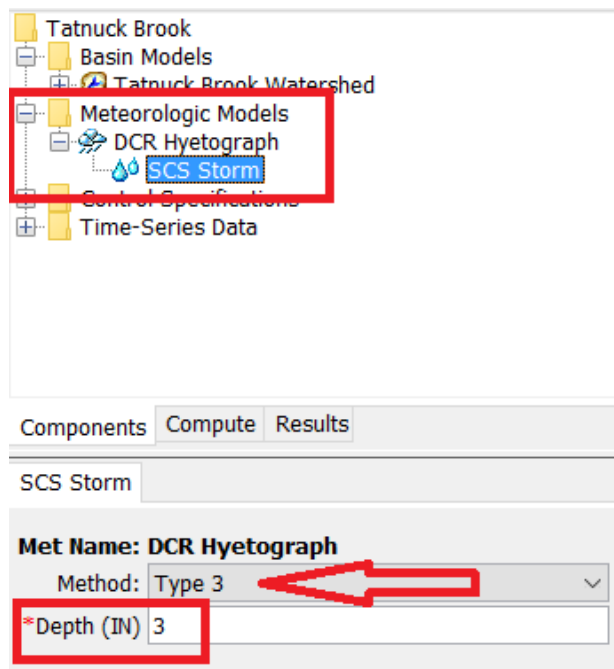 Tatnuck Brook
Basin Models
Tatnuck Brook Watershed
Meteorologic Models
DCR Hyetograph
SCS Storm
Control Specifications
Time-Series Data
Components Compute Results
SCS Storm
Met Name: DCR Hyetograph
Method: Type 3
*Depth (IN) 3